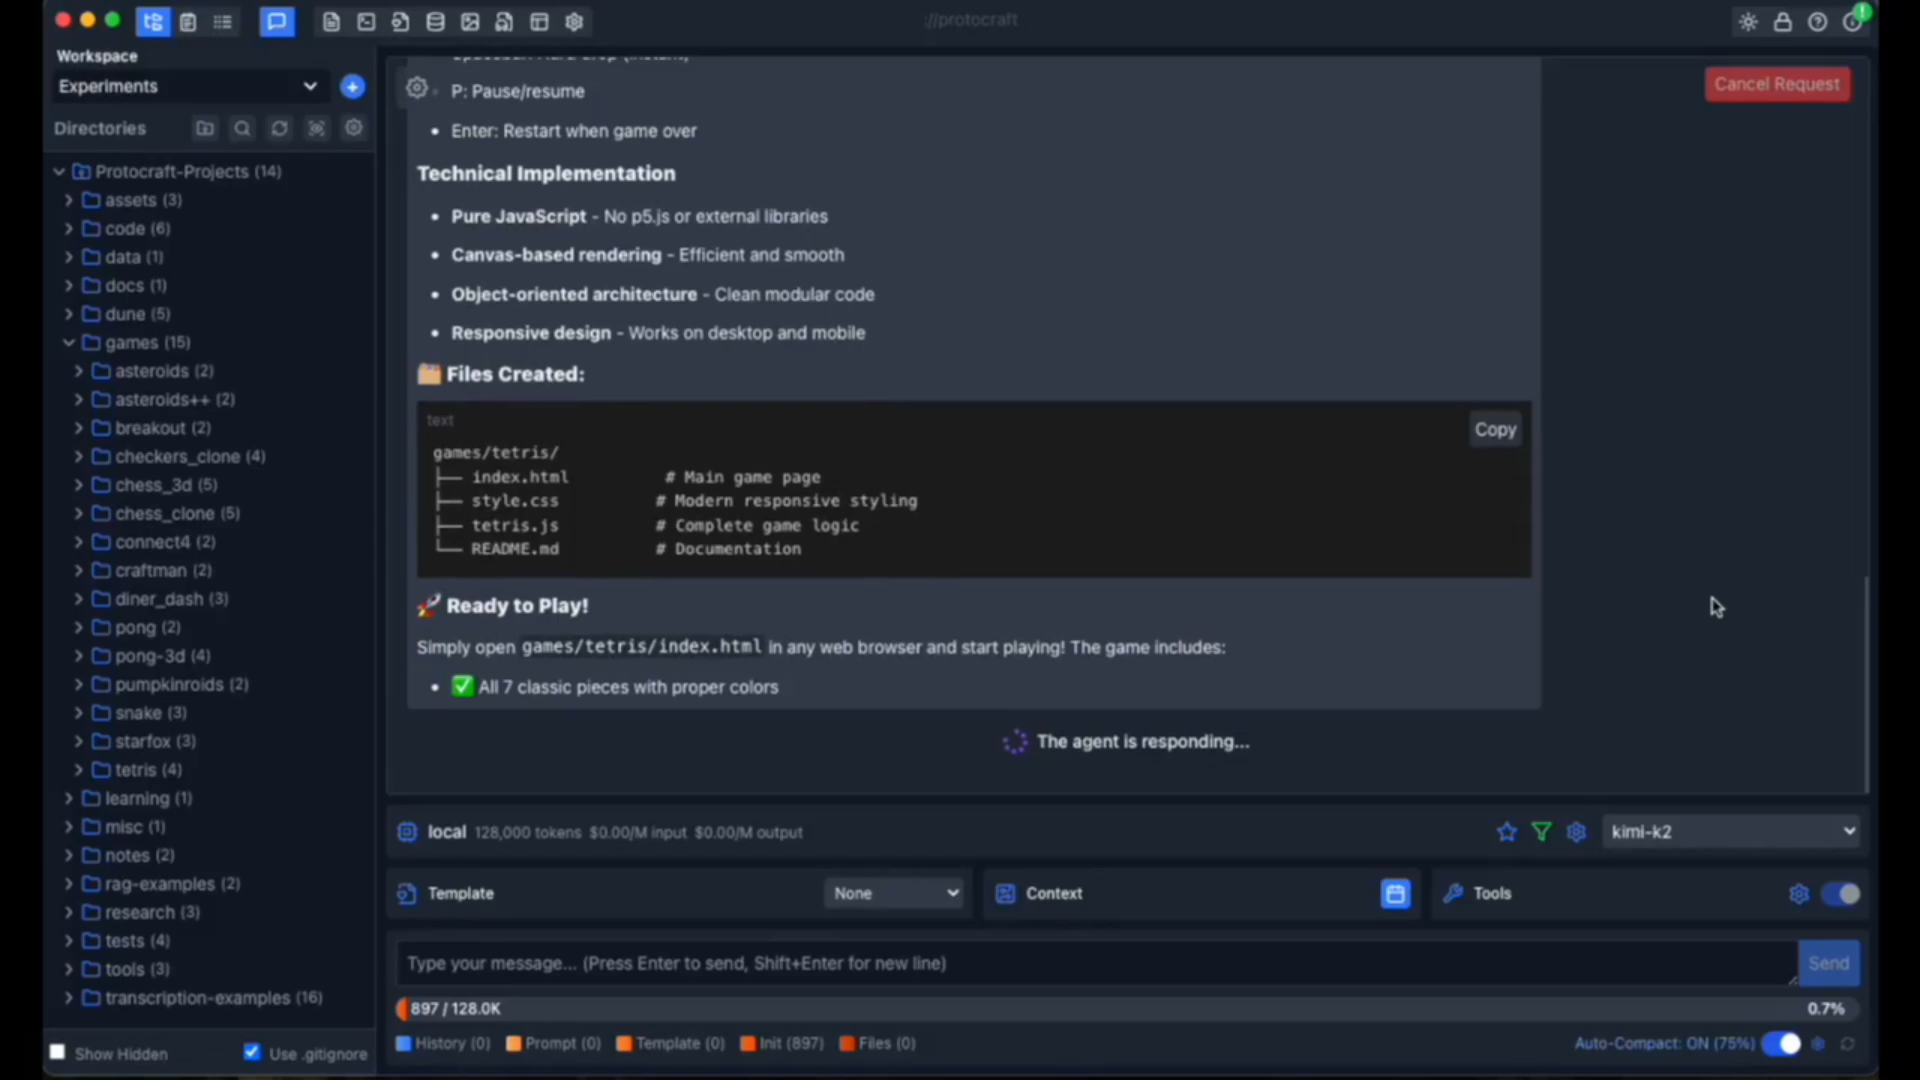 ://protocraft
Workspace
Experiments
Directories
Protocraft-Projects (14)
assets (3)
code (6)
data (1)
docs (1)
dune (5)
games (15)
asteroids (2)
asteroids++ (2)
breakout (2)
checkers_clone (4)
chess_3d (5)
chess_clone (5)
connect4 (2)
craftman (2)
diner_dash (3)
pong (2)
pong-3d (4)
pumpkinroids (2)
snake (3)
starfox (3)
tetris (4)
learning (1)
misc (1)
notes (2)
rag-examples (2)
research (3)
tests (4)
tools (3)
transcription-examples (16)
Show Hidden
Use .gitignore
Cancel Request
P: Pause/resume
Enter: Restart when game over
Technical Implementation
Pure JavaScript - No p5.js or external libraries
Canvas-based rendering - Efficient and smooth
Object-oriented architecture - Clean modular code
Responsive design - Works on desktop and mobile
Files Created:
text
Copy
games/tetris/
├── index.html # Main game page
├── style.css # Modern responsive styling
├── tetris.js # Complete game logic
└── README.md # Documentation
🚀 Ready to Play!
Simply open games/tetris/index.html in any web browser and start playing! The game includes:
✅ All 7 classic pieces with proper colors
The agent is responding...
local 128,000 tokens $0.00/M input $0.00/M output
kimi-k2
Template
None
Context
Tools
Type your message... (Press Enter to send, Shift+Enter for new line)
Send
897 / 128.0K
0.7%
History (0) Prompt (0) Template (0) Init (897) Files (0)
Auto-Compact: ON (75%)